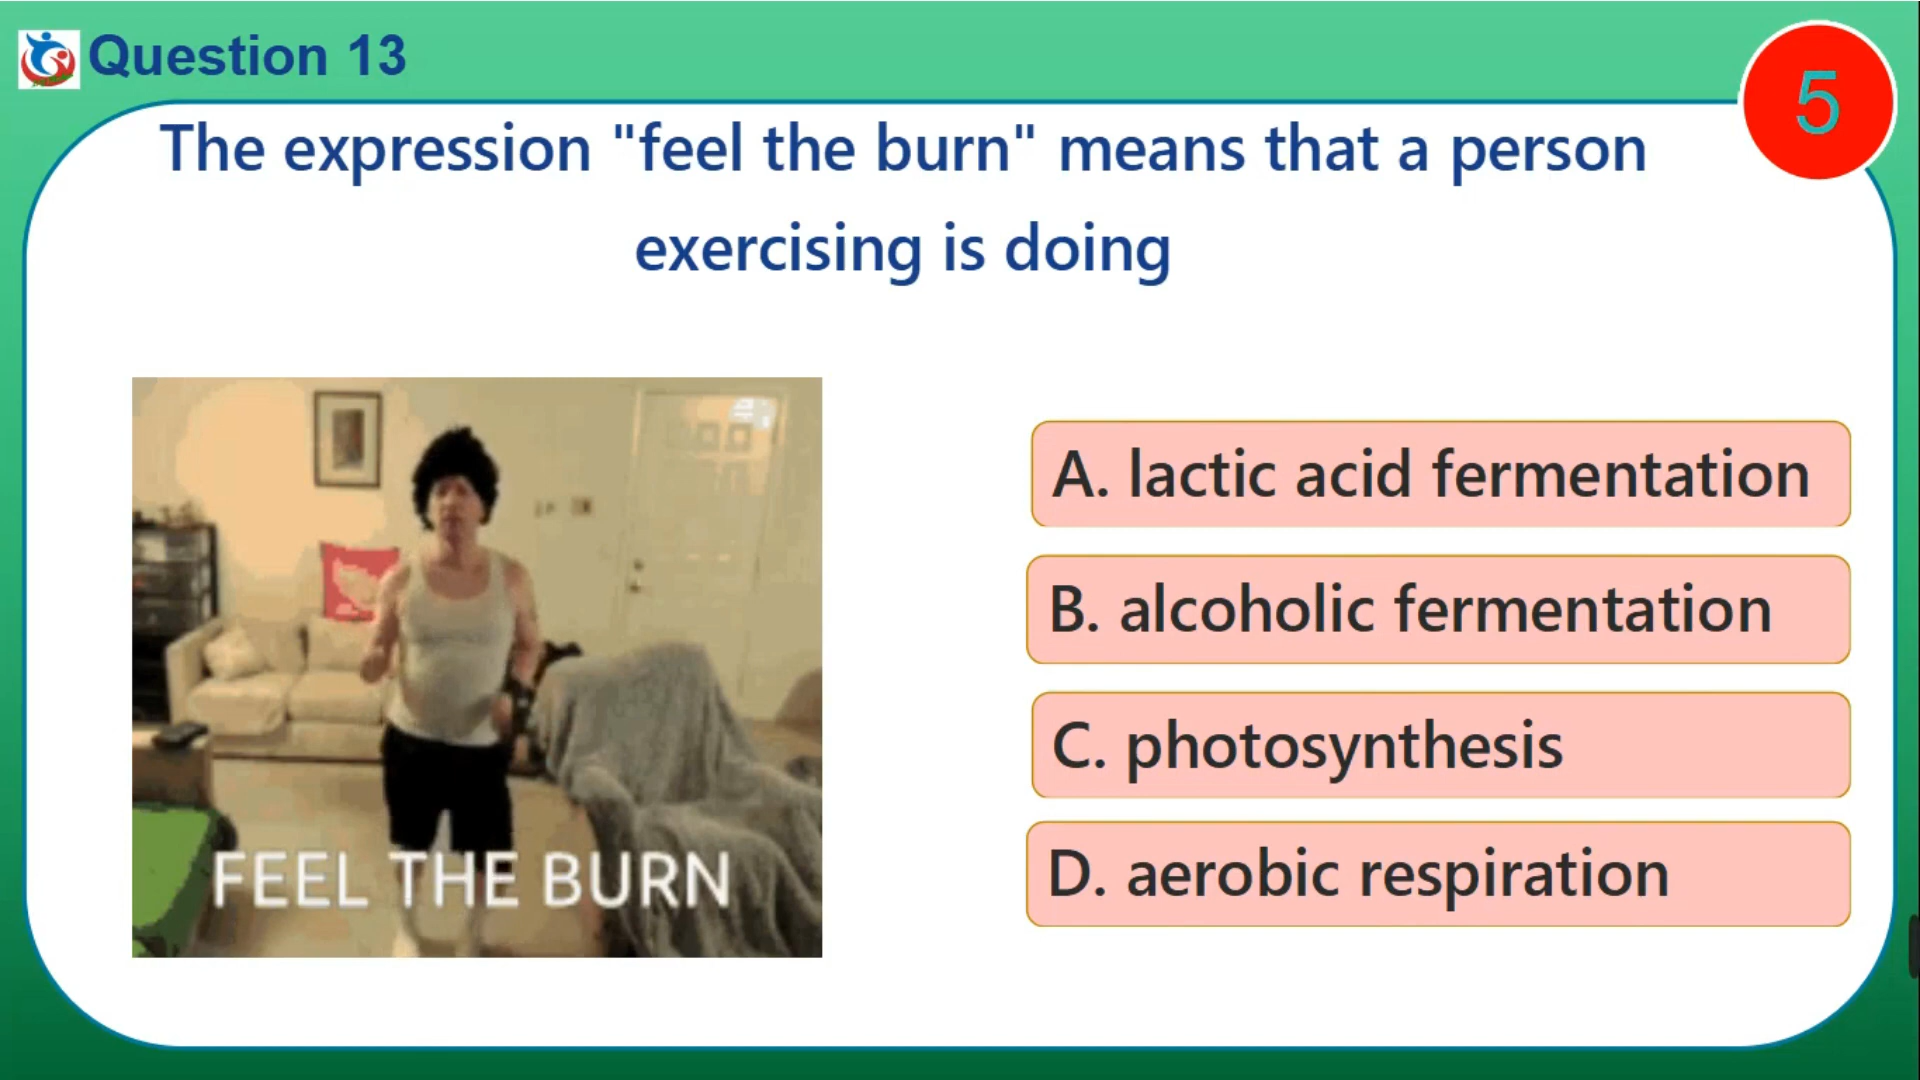 Question 13
5
The expression "feel the burn" means that a person
exercising is doing
A. lactic acid fermentation
B. alcoholic fermentation
C. photosynthesis
D. aerobic respiration
FEEL THE BURN